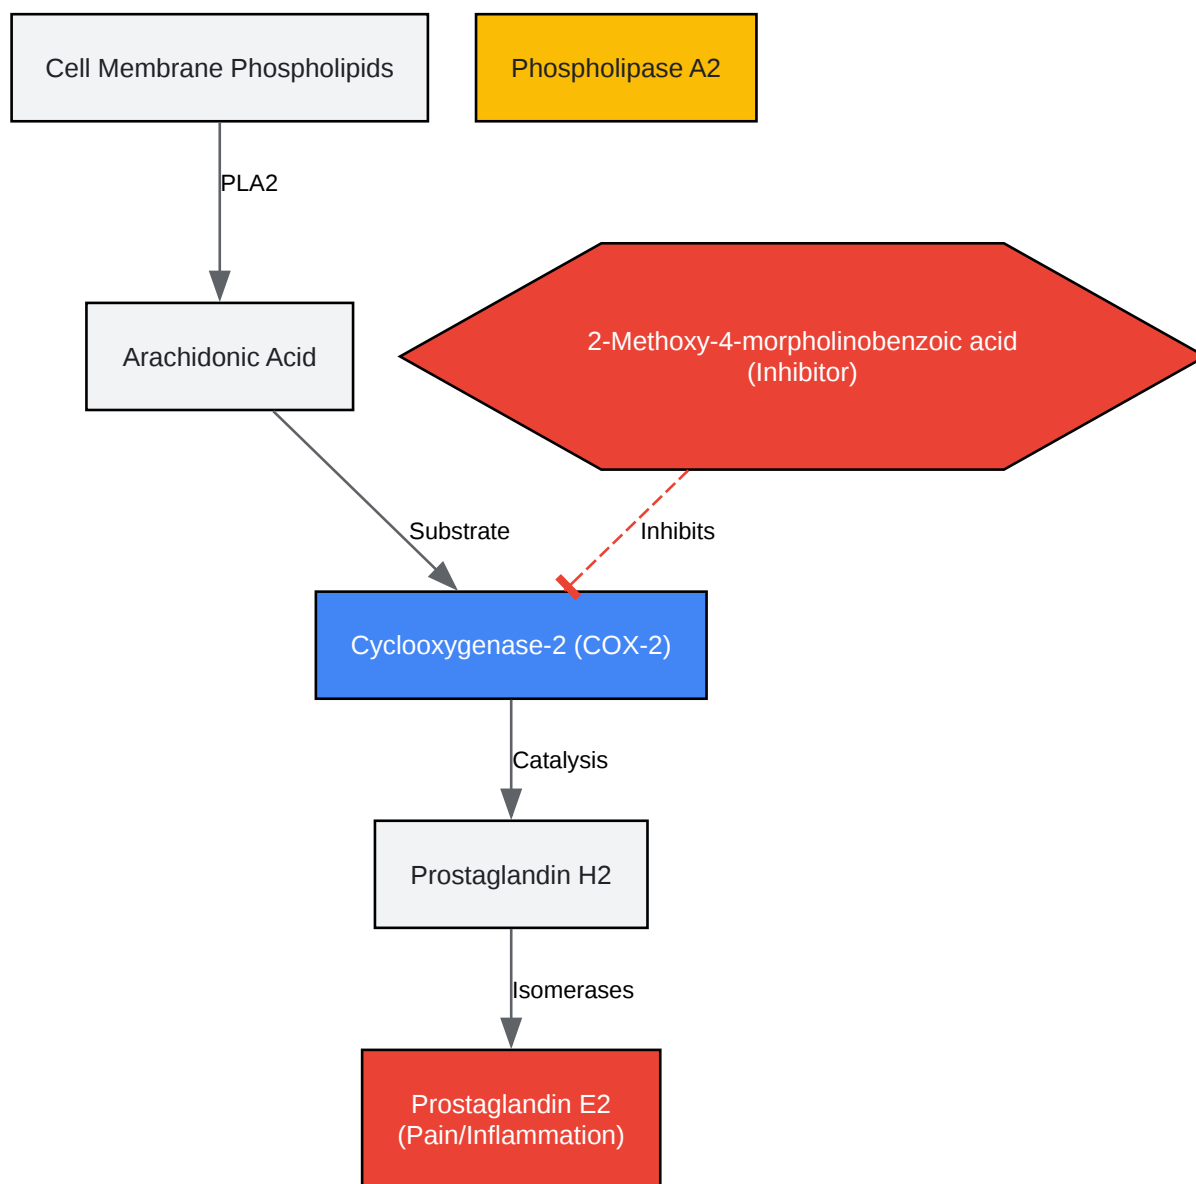 Cell Membrane Phospholipids
Phospholipase A2
PLA2
2-Methoxy-4-morpholinobenzoic acid
(Inhibitor)
Arachidonic Acid
Substrate
Inhibits
Cyclooxygenase-2 (COX-2)
Catalysis
Prostaglandin H2
Isomerases
Prostaglandin E2
(Pain/Inflammation)